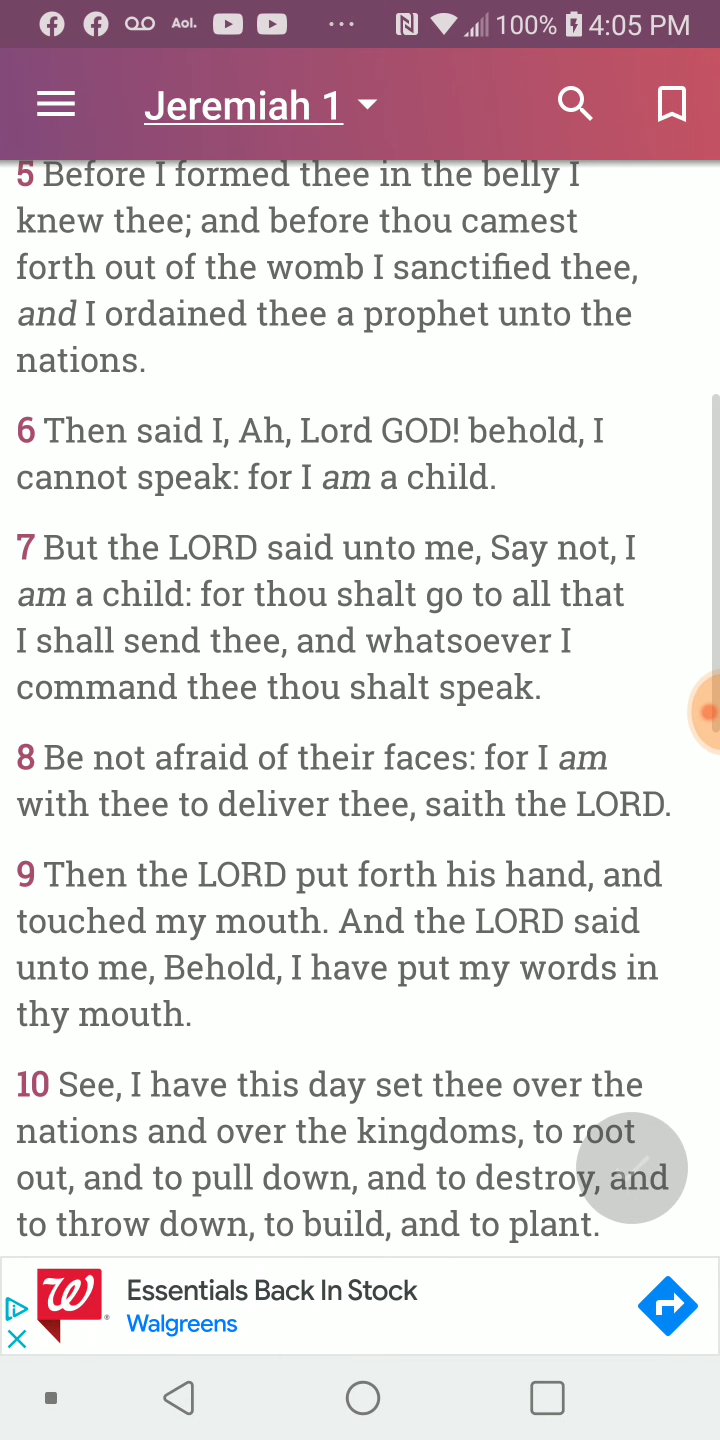 Aol. ... 100% 4:05 PM
Jeremiah 1
5 Before I formed thee in the belly I
knew thee; and before thou camest
forth out of the womb I sanctified thee,
and I ordained thee a prophet unto the
nations.
6 Then said I, Ah, Lord GOD! behold, I
cannot speak: for I am a child.
7 But the LORD said unto me, Say not, I
am a child: for thou shalt go to all that
I shall send thee, and whatsoever I
command thee thou shalt speak.
8 Be not afraid of their faces: for I am
with thee to deliver thee, saith the LORD.
9 Then the LORD put forth his hand, and
touched my mouth. And the LORD said
unto me, Behold, I have put my words in
thy mouth.
10 See, I have this day set thee over the
nations and over the kingdoms, to root
out, and to pull down, and to destroy, and
to throw down, to build, and to plant.
Essentials Back In Stock
Walgreens